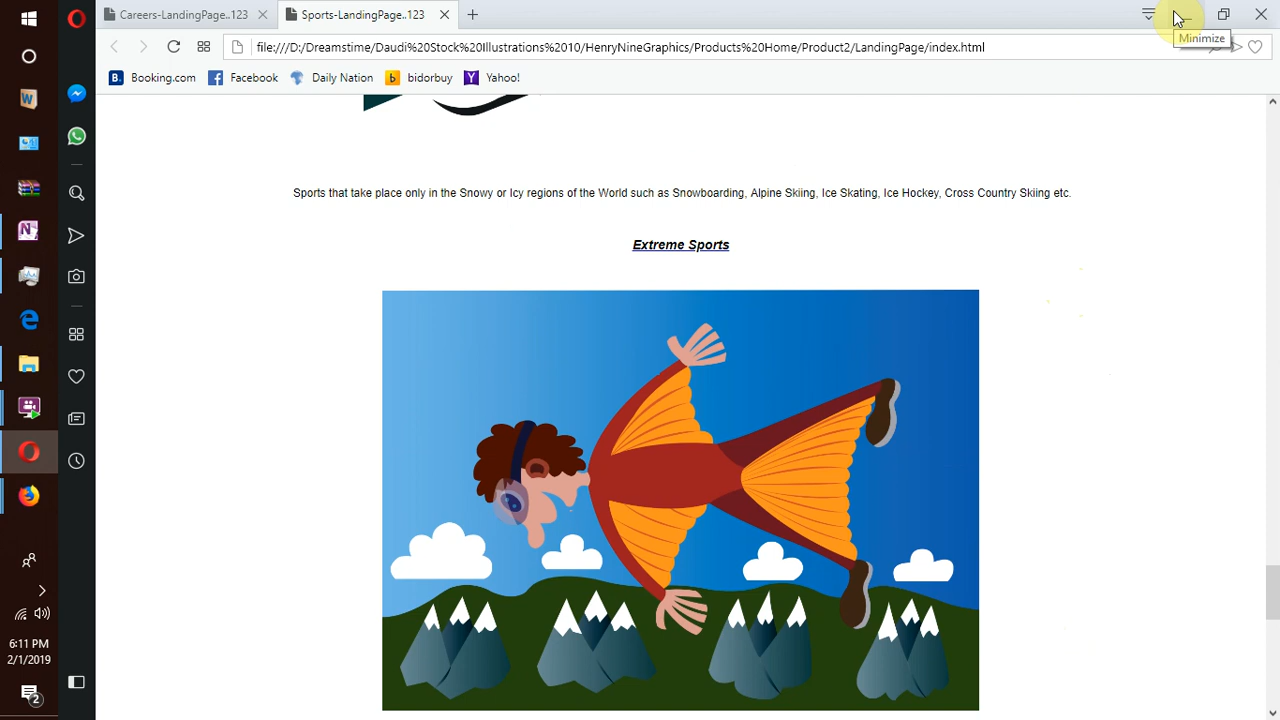 Careers-LandingPage..123
Sports-LandingPage..123
Minimize
file:///D:/Dreamstime/Daudi%20Stock%20Illustrations%2010/HenryNineGraphics/Products%20Home/Product2/LandingPage/index.html
B. Booking.com
Facebook
Daily Nation
b bidorbuy
Y Yahoo!
Sports that take place only in the Snowy or Icy regions of the World such as Snowboarding, Alpine Skiing, Ice Skating, Ice Hockey, Cross Country Skiing etc.
Extreme Sports
6:11 PM
2/1/2019
2